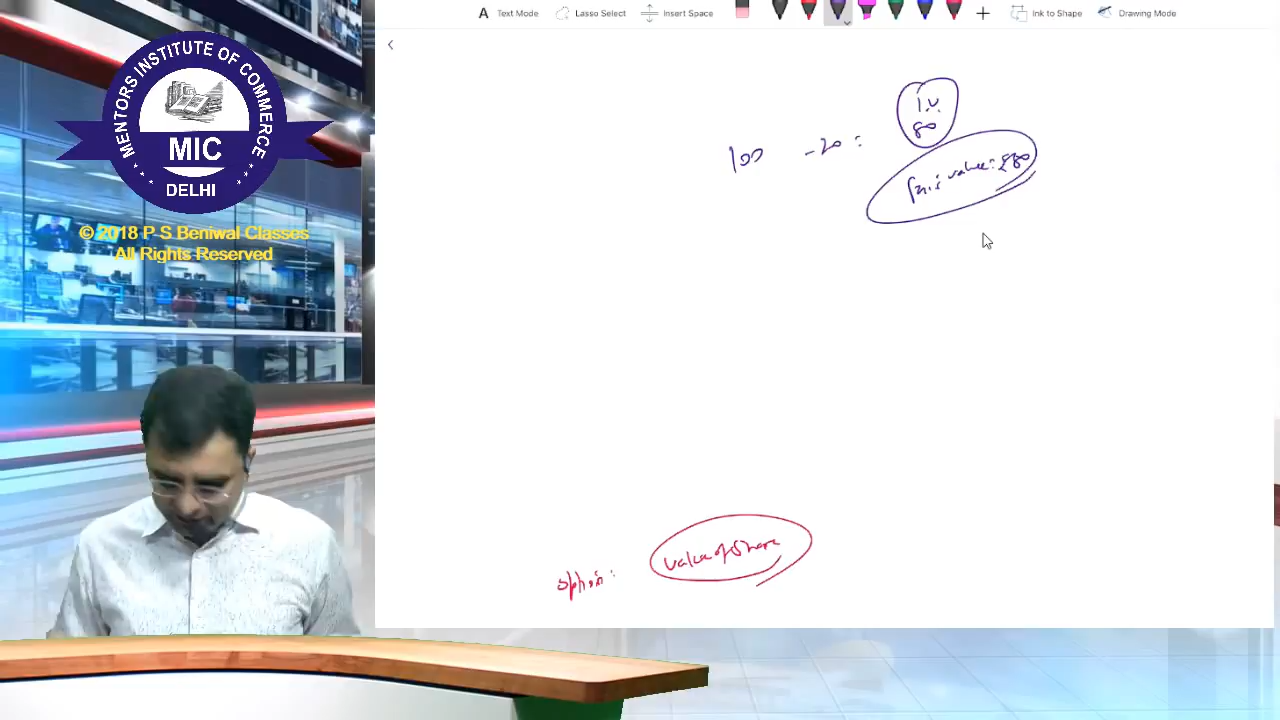 MENTORS INSTITUTE OF COMMERCE
MIC
DELHI
© 2018 P S Beniwal Classes
All Rights Reserved
A Text Mode Lasso Select Insert Space Ink to Shape Drawing Mode
100 -20 =
i.v.
80
value: 80
option:
value of Share